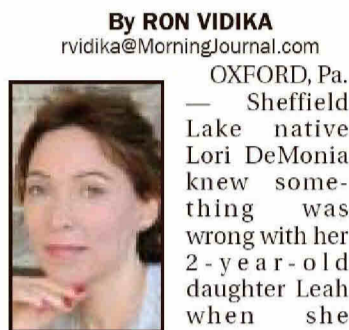 By RON VIDIKA
rvidika@MorningJournal.com
OXFORD, Pa.
— Sheffield
Lake native
Lori DeMonia
knew some-
thing was
wrong with her
2-year-old
daughter Leah
when she